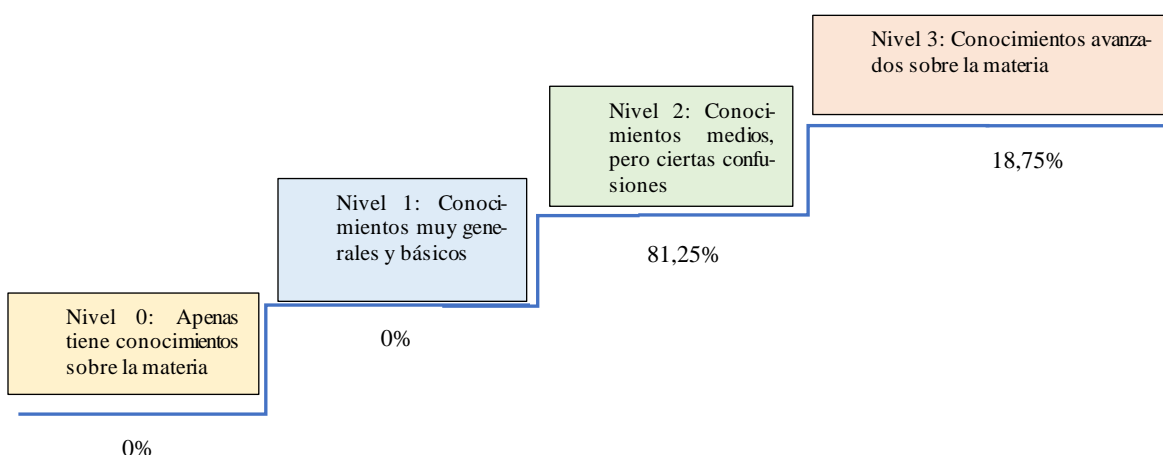 Nivel 3: Conocimientos avanza-
dos sobre la materia
18,75%
Nivel 2: Conoci-
mientos medios,
pero ciertas confu-
siones
81,25%
Nivel 1: Conoci-
mientos muy gene-
rales y básicos
0%
Nivel 0: Apenas
tiene conocimientos
sobre la materia
0%